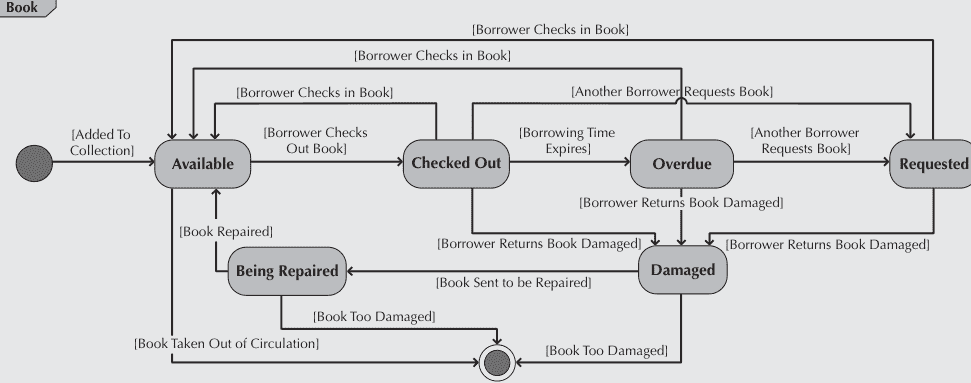 Book
[Borrower Checks in Book]
[Borrower Checks in Book]
[Borrower Checks in Book]
[Another Borrower Requests Book]
[Added To
Collection]
[Borrower Checks
Out Book]
[Borrowing Time
Expires]
[Another Borrower
Requests Book]
Available
Checked Out
Overdue
Requested
[Borrower Returns Book Damaged]
[Book Repaired]
[Borrower Returns Book Damaged]
[Borrower Returns Book Damaged]
Being Repaired
Damaged
[Book Sent to be Repaired]
[Book Too Damaged]
[Book Taken Out of Circulation]
[Book Too Damaged]